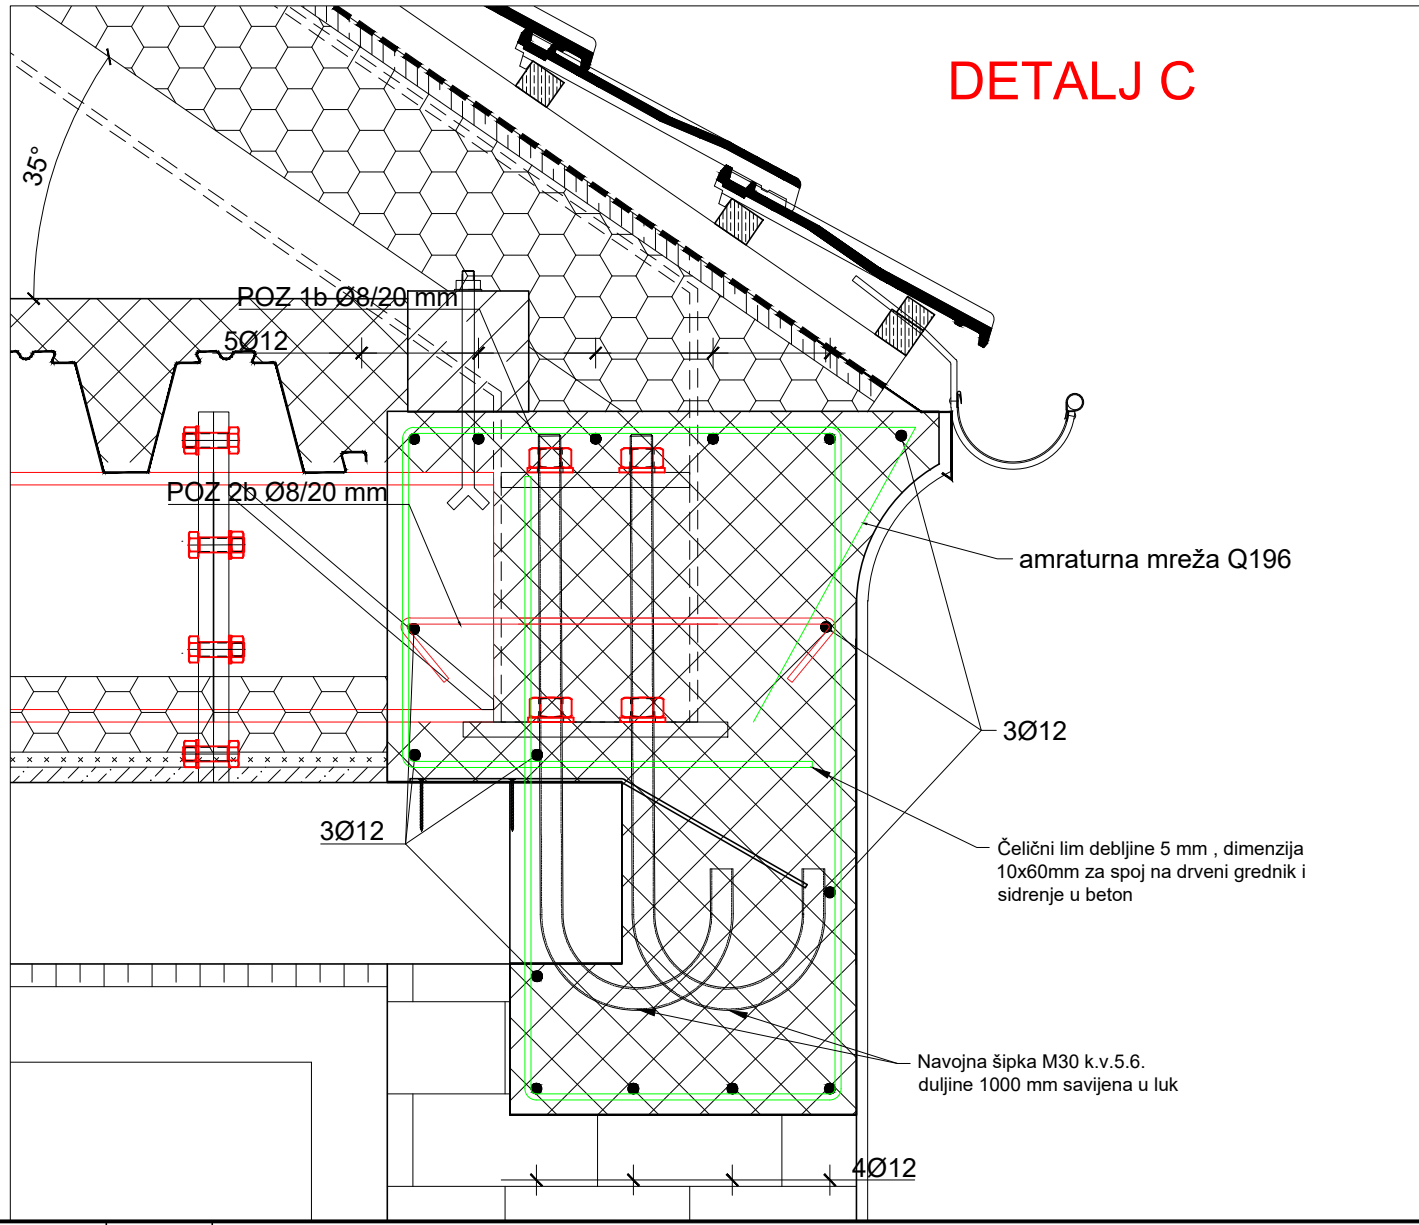 DETALJ C
35°
POZ 1b Ø8/20 mm
5Ø12
POZ 2b Ø8/20 mm
amraturna mreža Q196
3Ø12
3Ø12
Čelični lim debljine 5 mm , dimenzija
10x60mm za spoj na drveni grednik i
sidrenje u beton
Navojna šipka M30 k.v.5.6.
duljine 1000 mm savijena u luk
4Ø12